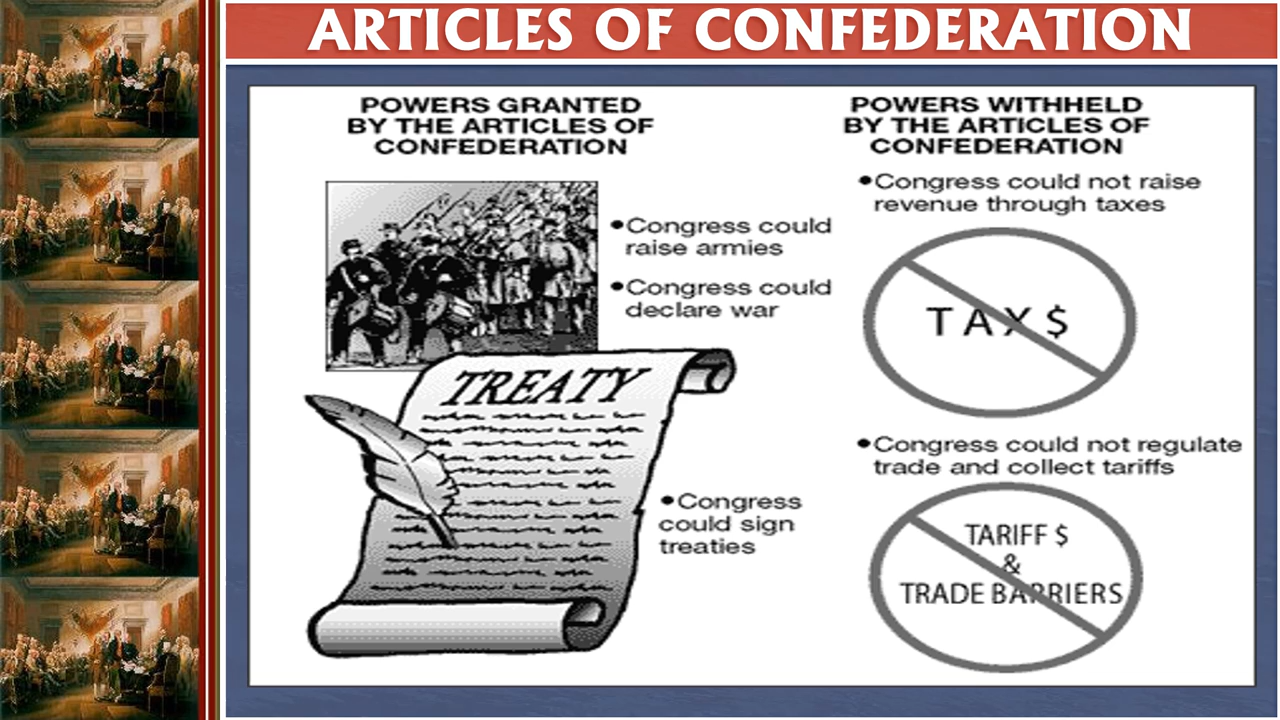 ARTICLES OF CONFEDERATION
POWERS GRANTED
BY THE ARTICLES OF
CONFEDERATION
•Congress could
raise armies
•Congress could
declare war
TREATY
•Congress
could sign
treaties
POWERS WITHHELD
BY THE ARTICLES OF
CONFEDERATION
•Congress could not raise
revenue through taxes
TAX $
•Congress could not regulate
trade and collect tariffs
TARIFF $
&
TRADE BARRIERS